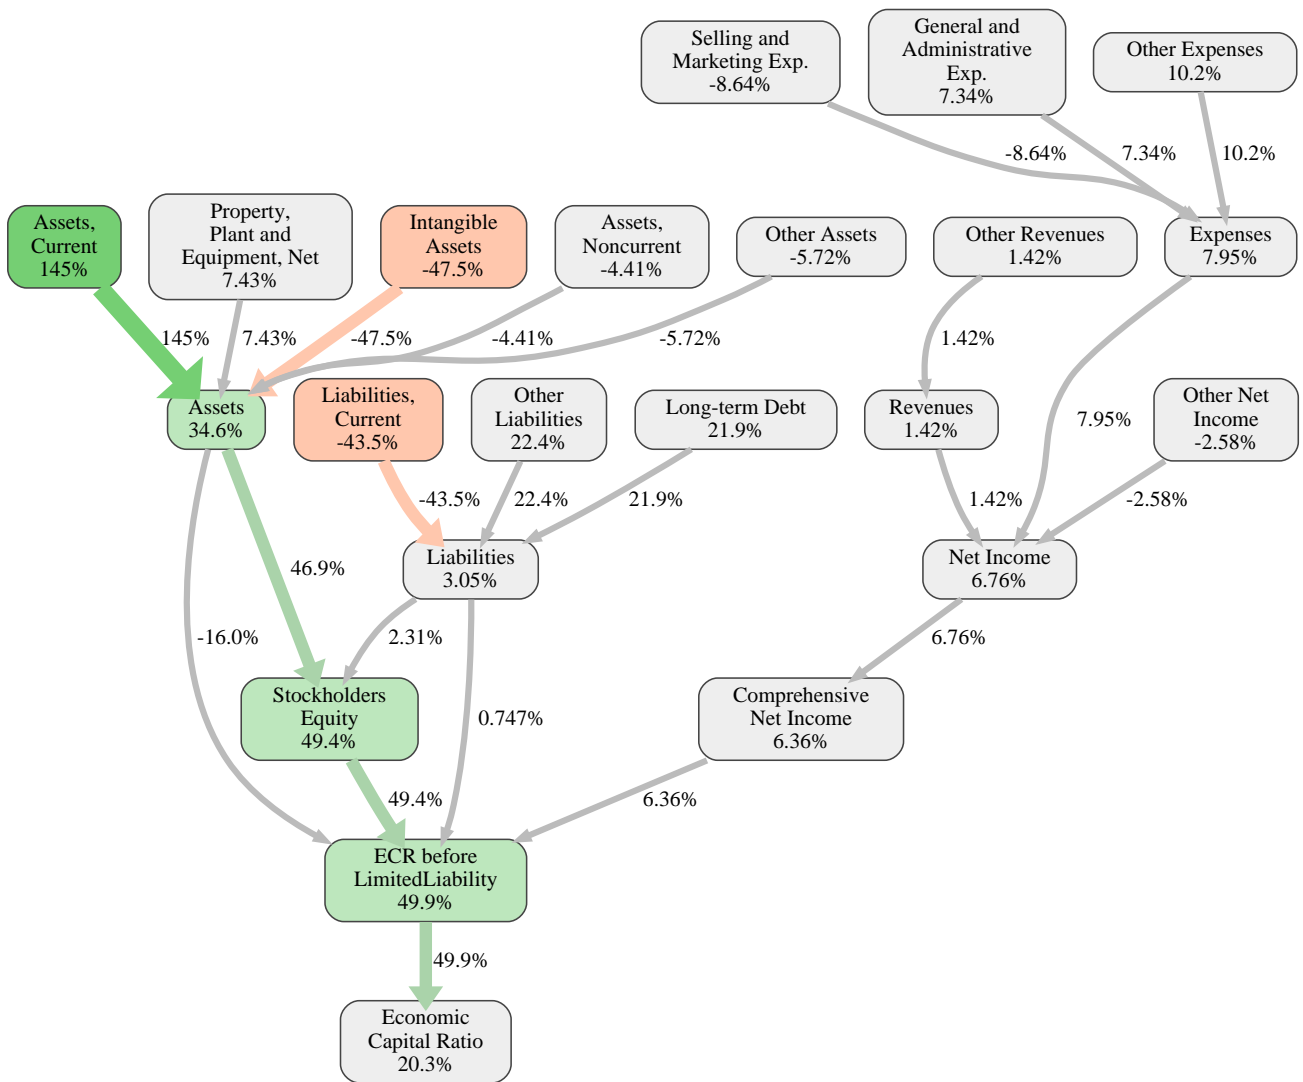 Selling and
Marketing Exp.
-8.64%
General and
Administrative
Exp.
7.34%
Other Expenses
10.2%
-8.64%
7.34%
10.2%
Assets,
Current
145%
Property,
Plant and
Equipment, Net
7.43%
Intangible
Assets
-47.5%
Assets,
Noncurrent
-4.41%
Other Assets
-5.72%
Other Revenues
1.42%
Expenses
7.95%
145%
7.43%
-47.5%
-4.41%
-5.72%
1.42%
7.95%
Assets
34.6%
Liabilities,
Current
-43.5%
Other
Liabilities
22.4%
Long-term Debt
21.9%
Revenues
1.42%
Other Net
Income
-2.58%
-43.5%
22.4%
21.9%
1.42%
-2.58%
46.9%
Liabilities
3.05%
Net Income
6.76%
-16.0%
2.31%
0.747%
6.76%
Stockholders
Equity
49.4%
Comprehensive
Net Income
6.36%
49.4%
6.36%
ECR before
LimitedLiability
49.9%
49.9%
Economic
Capital Ratio
20.3%